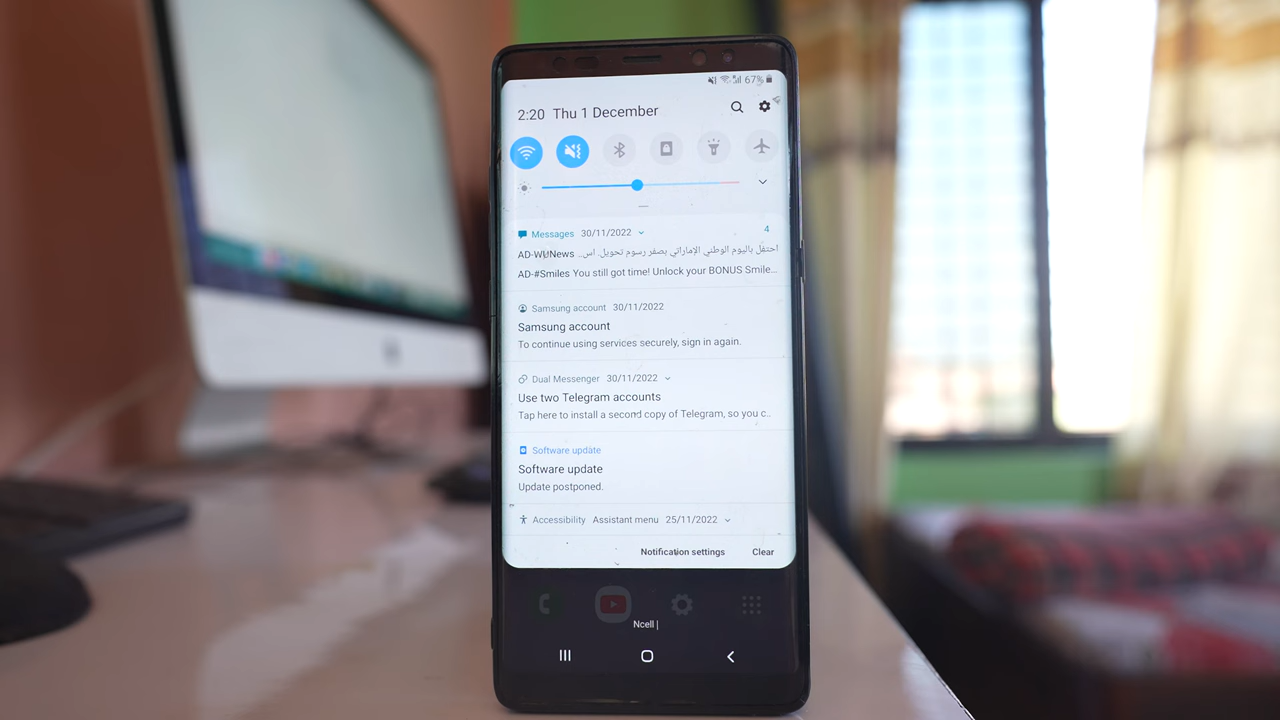 67%
2:20 Thu 1 December
Messages 30/11/2022 4
AD-WUNews احتفل باليوم الوطني الإماراتي بصفر رسوم تحويل. اس..
AD-#Smiles You still got time! Unlock your BONUS Smile...
Samsung account 30/11/2022
Samsung account
To continue using services securely, sign in again.
Dual Messenger 30/11/2022
Use two Telegram accounts
Tap here to install a second copy of Telegram, so you c..
Software update
Software update
Update postponed.
Accessibility Assistant menu 25/11/2022
Notification settings Clear
Ncell |